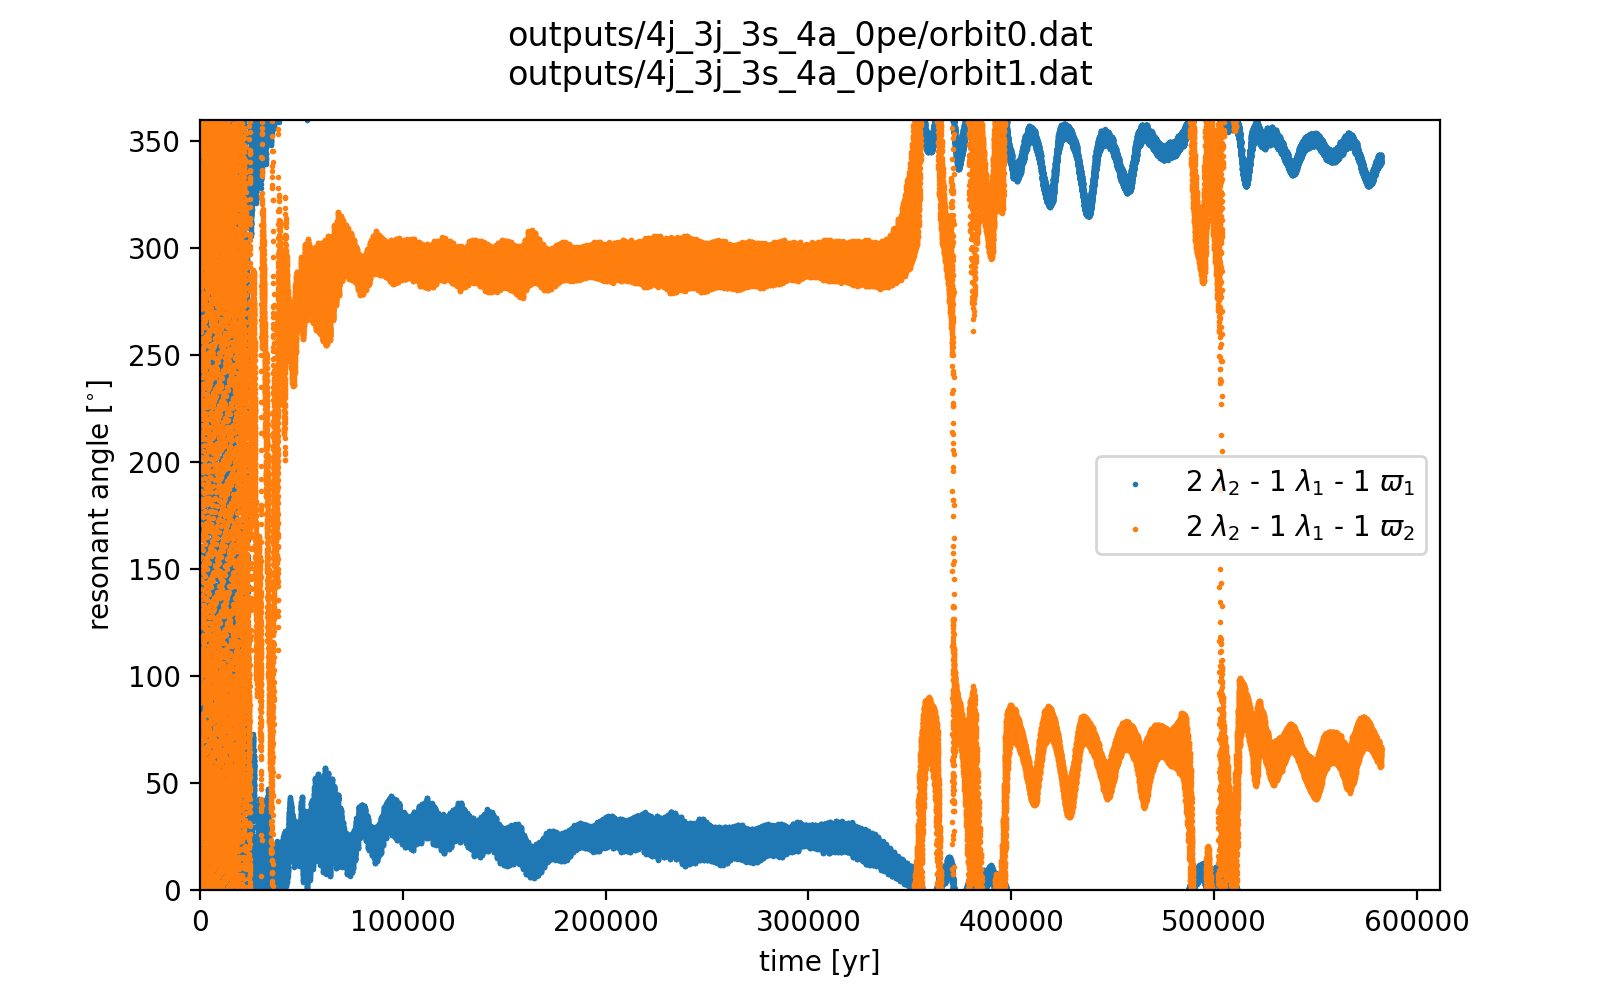 outputs/4j_3j_3s_4a_0pe/orbit0.dat
outputs/4j_3j_3s_4a_0pe/orbit1.dat
350
300
250
200
150
100
50
0
resonant angle [°]
2 λ₂ - 1 λ₁ - 1 ϖ₁
2 λ₂ - 1 λ₁ - 1 ϖ₂
0 100000 200000 300000 400000 500000 600000
time [yr]